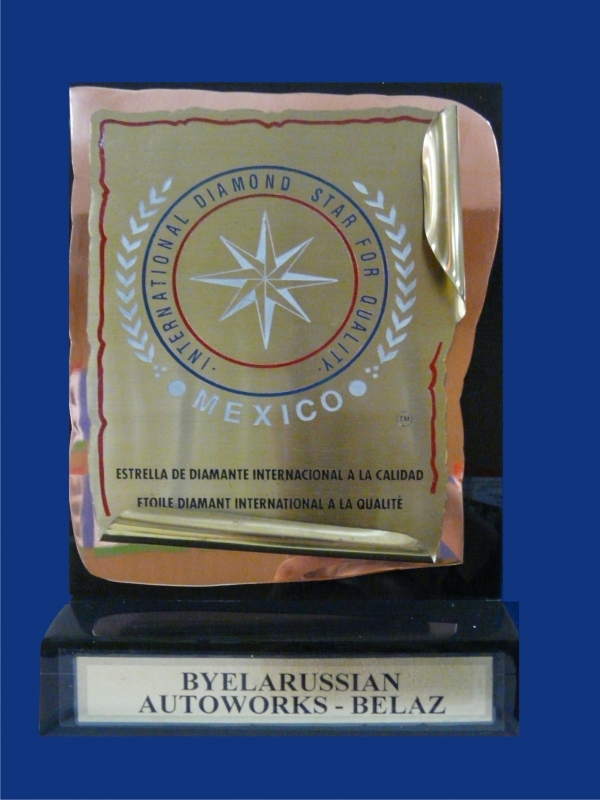 · INTERNATIONAL DIAMOND STAR FOR QUALITY ·
MEXICO
TM
ESTRELLA DE DIAMANTE INTERNACIONAL A LA CALIDAD
ETOILE DIAMANT INTERNATIONAL A LA QUALITÉ
BYELARUSSIAN
AUTOWORKS - BELAZ